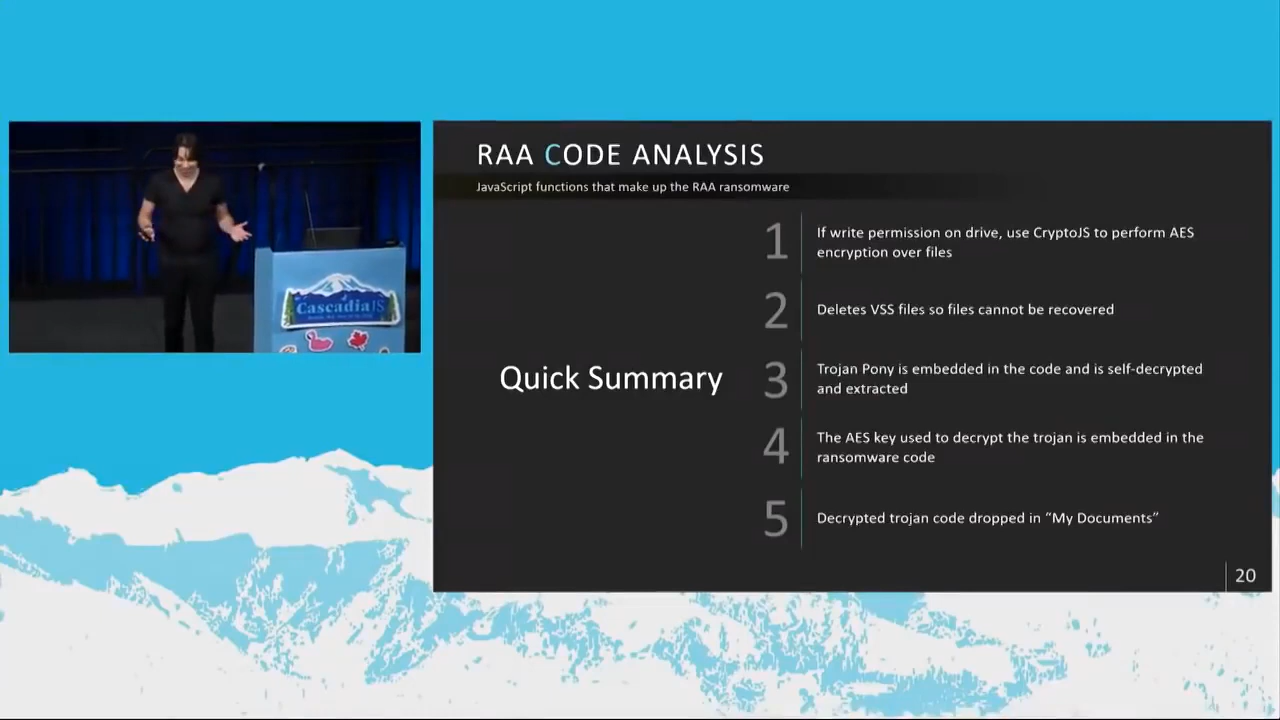 RAA CODE ANALYSIS
JavaScript functions that make up the RAA ransomware
Quick Summary
1
If write permission on drive, use CryptoJS to perform AES
encryption over files
2
Deletes VSS files so files cannot be recovered
3
Trojan Pony is embedded in the code and is self-decrypted
and extracted
4
The AES key used to decrypt the trojan is embedded in the
ransomware code
5
Decrypted trojan code dropped in “My Documents”
20
CascadiaJS